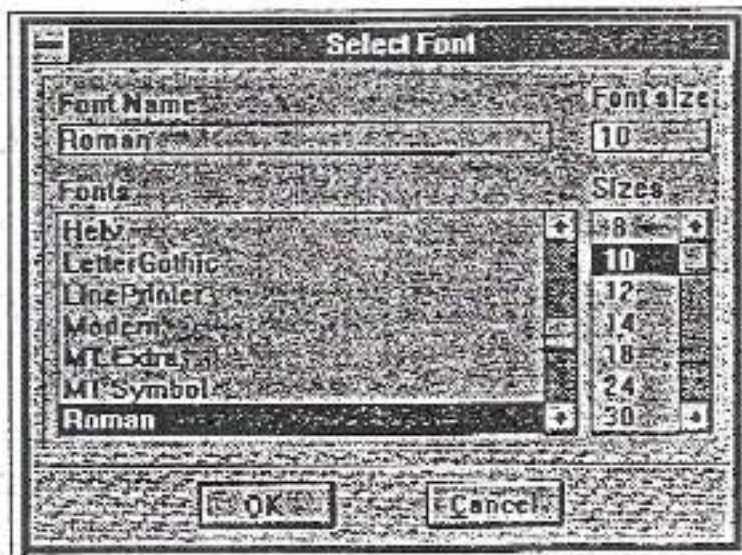 Select Font
Font Name
Font size
Roman
10
Fonts
Sizes
Helv
LetterGothic
LinePrinter
Modern
MT Extra
MT Symbol
Roman
8
10
12
14
18
24
30
OK
Cancel